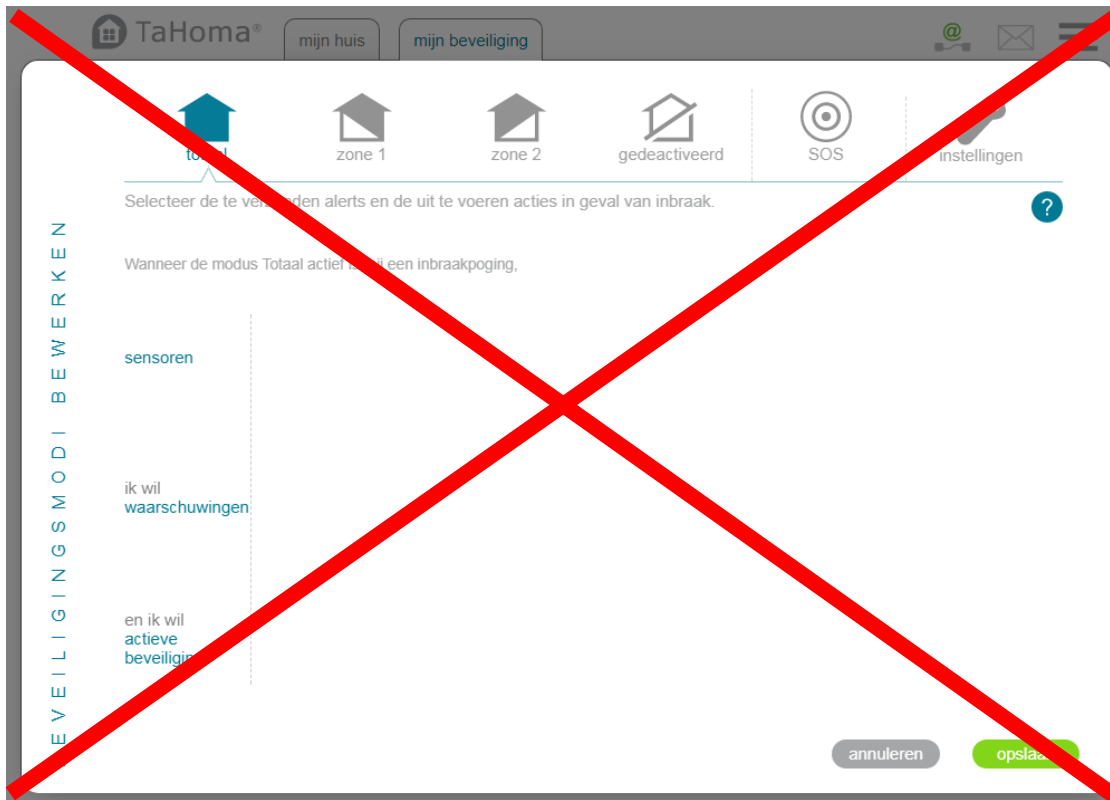 TaHoma®
mijn huis
mijn beveiliging
@
zone 1
zone 2
gedeactiveerd
SOS
instellingen
Selecteer de te alerts en de uit te voeren acties in geval van inbraak.
?
Wanneer de modus Totaal actief een inbraakpoging,
BEWERKEN
sensoren
ik wil
waarschuwingen
en ik wil
actieve
annuleren